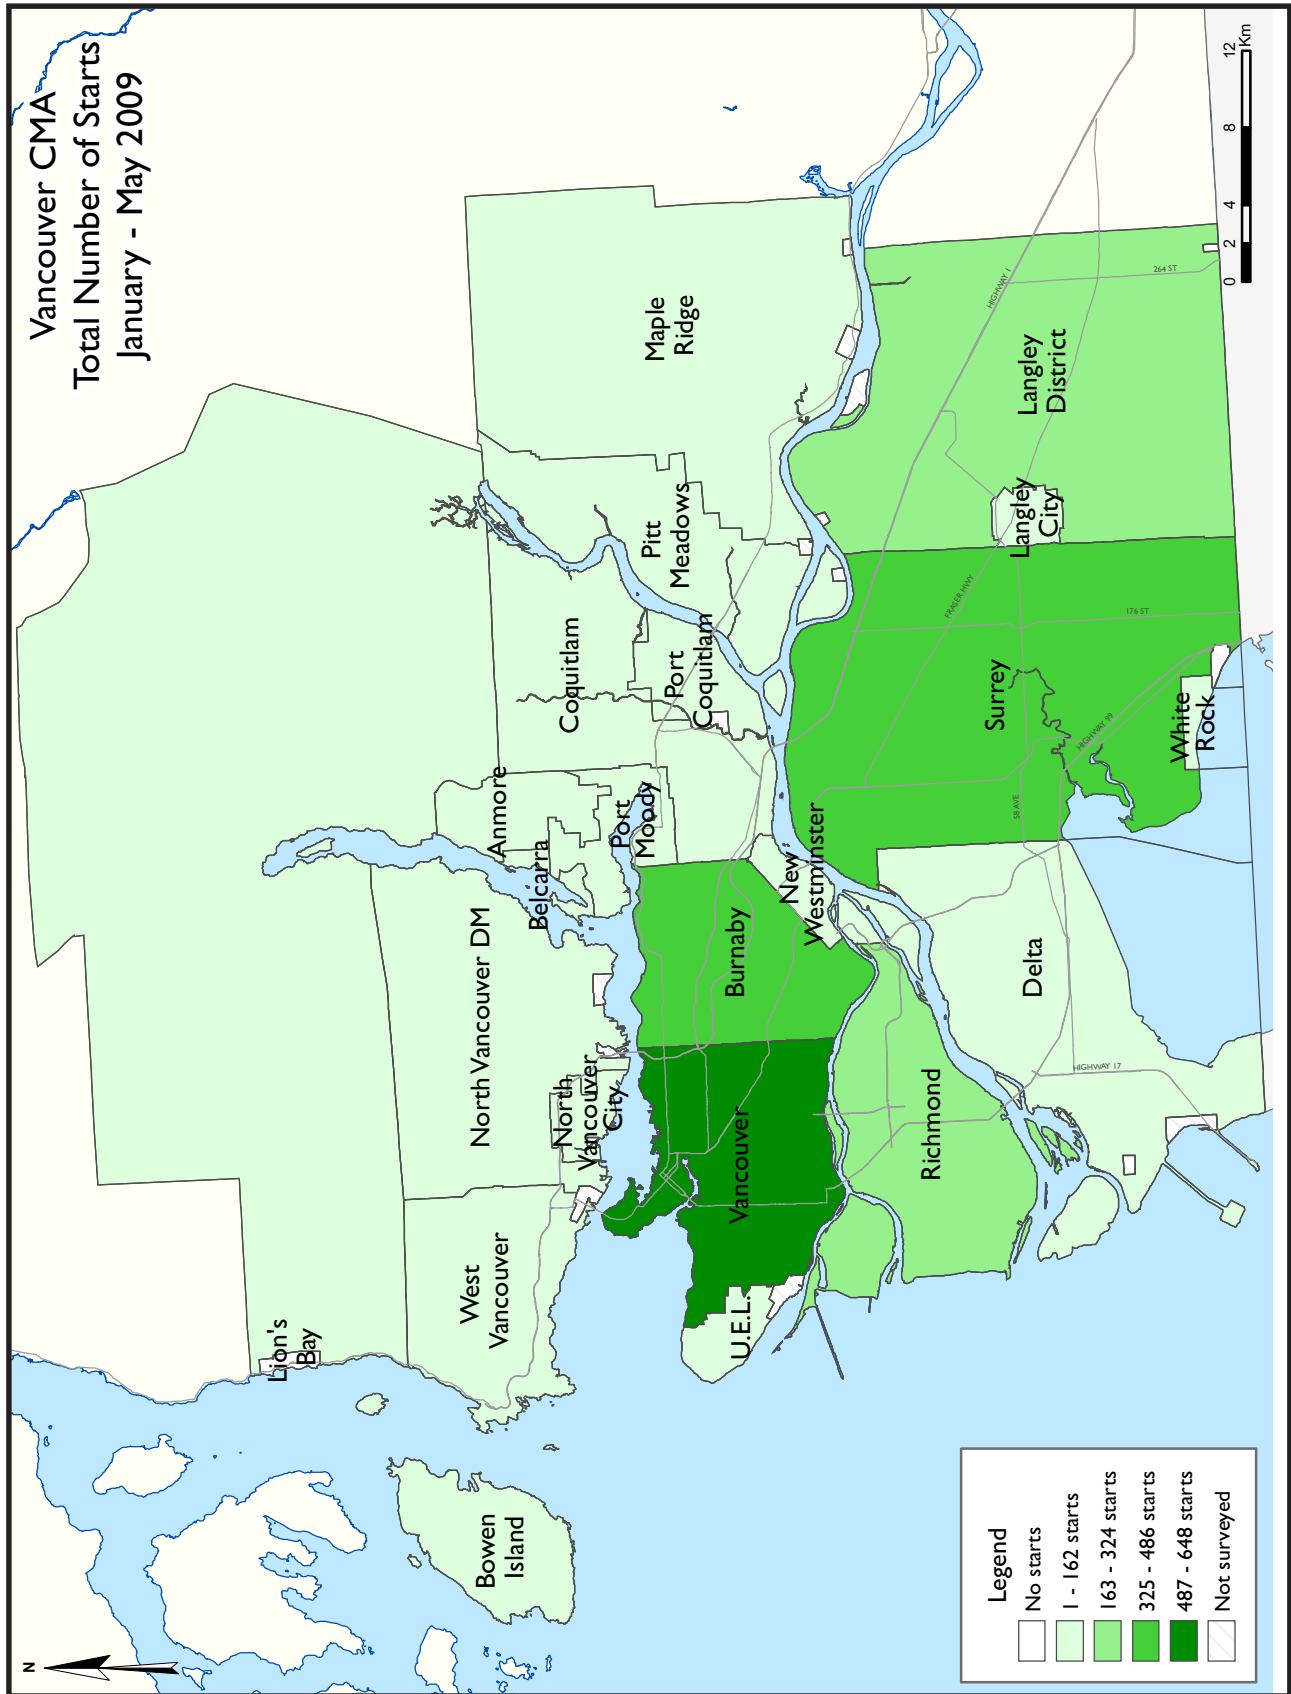 Vancouver CMA
Total Number of Starts
January - May 2009
N
Lion's
Bay
Bowen
Island
West
Vancouver
North Vancouver DM
North
Vancouver
City
Belcarra
Anmore
Port
Moody
Coquitlam
Port
Coquitlam
Pitt
Meadows
Maple
Ridge
U.E.L.
Vancouver
Burnaby
New
Westminster
Richmond
Delta
Surrey
White
Rock
Langley
City
Langley
District
HIGHWAY 1
264 ST
FRASER HWY
176 ST
HIGHWAY 99
58 AVE
HIGHWAY 17
Legend
No starts
1 - 162 starts
163 - 324 starts
325 - 486 starts
487 - 648 starts
Not surveyed
0 2 4 8 12
Km